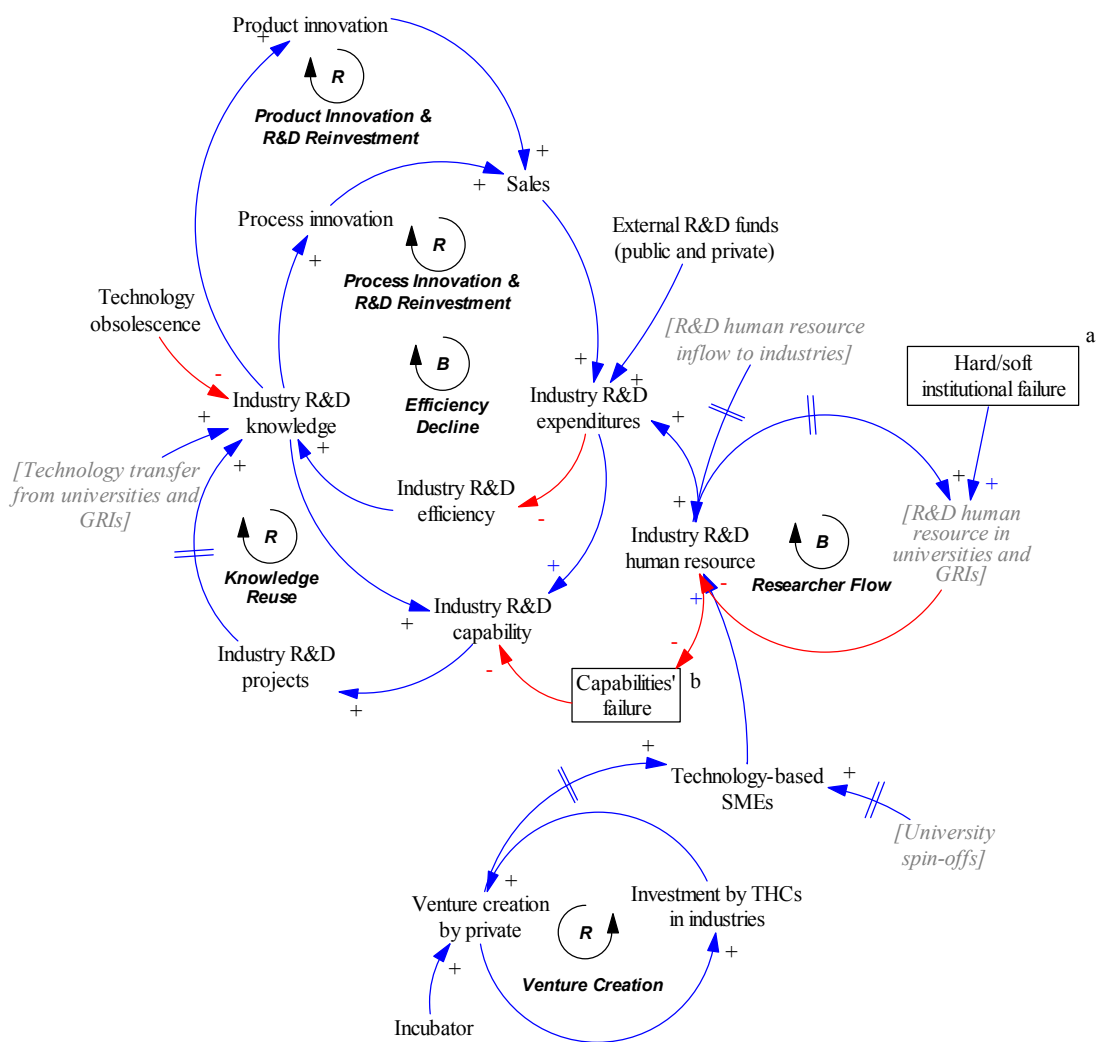 Product innovation
+
R
Product Innovation &
R&D Reinvestment
+
+
Sales
Process innovation
+
R
Process Innovation &
R&D Reinvestment
External R&D funds
(public and private)
Technology
obsolescence
-
[R&D human resource
inflow to industries]
a
Hard/soft
institutional failure
B
Efficiency
Decline
+
+
Industry R&D
expenditures
+
Industry R&D
knowledge
+
+
+
[Technology transfer
from universities and
GRIs]
Industry R&D
efficiency
-
+
+
+
[R&D human
resource in
universities and
GRIs]
Industry R&D
human resource
B
Researcher Flow
-
+
R
Knowledge
Reuse
+
+
Industry R&D
capability
-
-
Industry R&D
projects
+
Capabilities'
failure
b
+
Technology-based
SMEs
+
[University
spin-offs]
+
Venture creation
by private
R
Venture Creation
Investment by THCs
in industries
+
+
Incubator